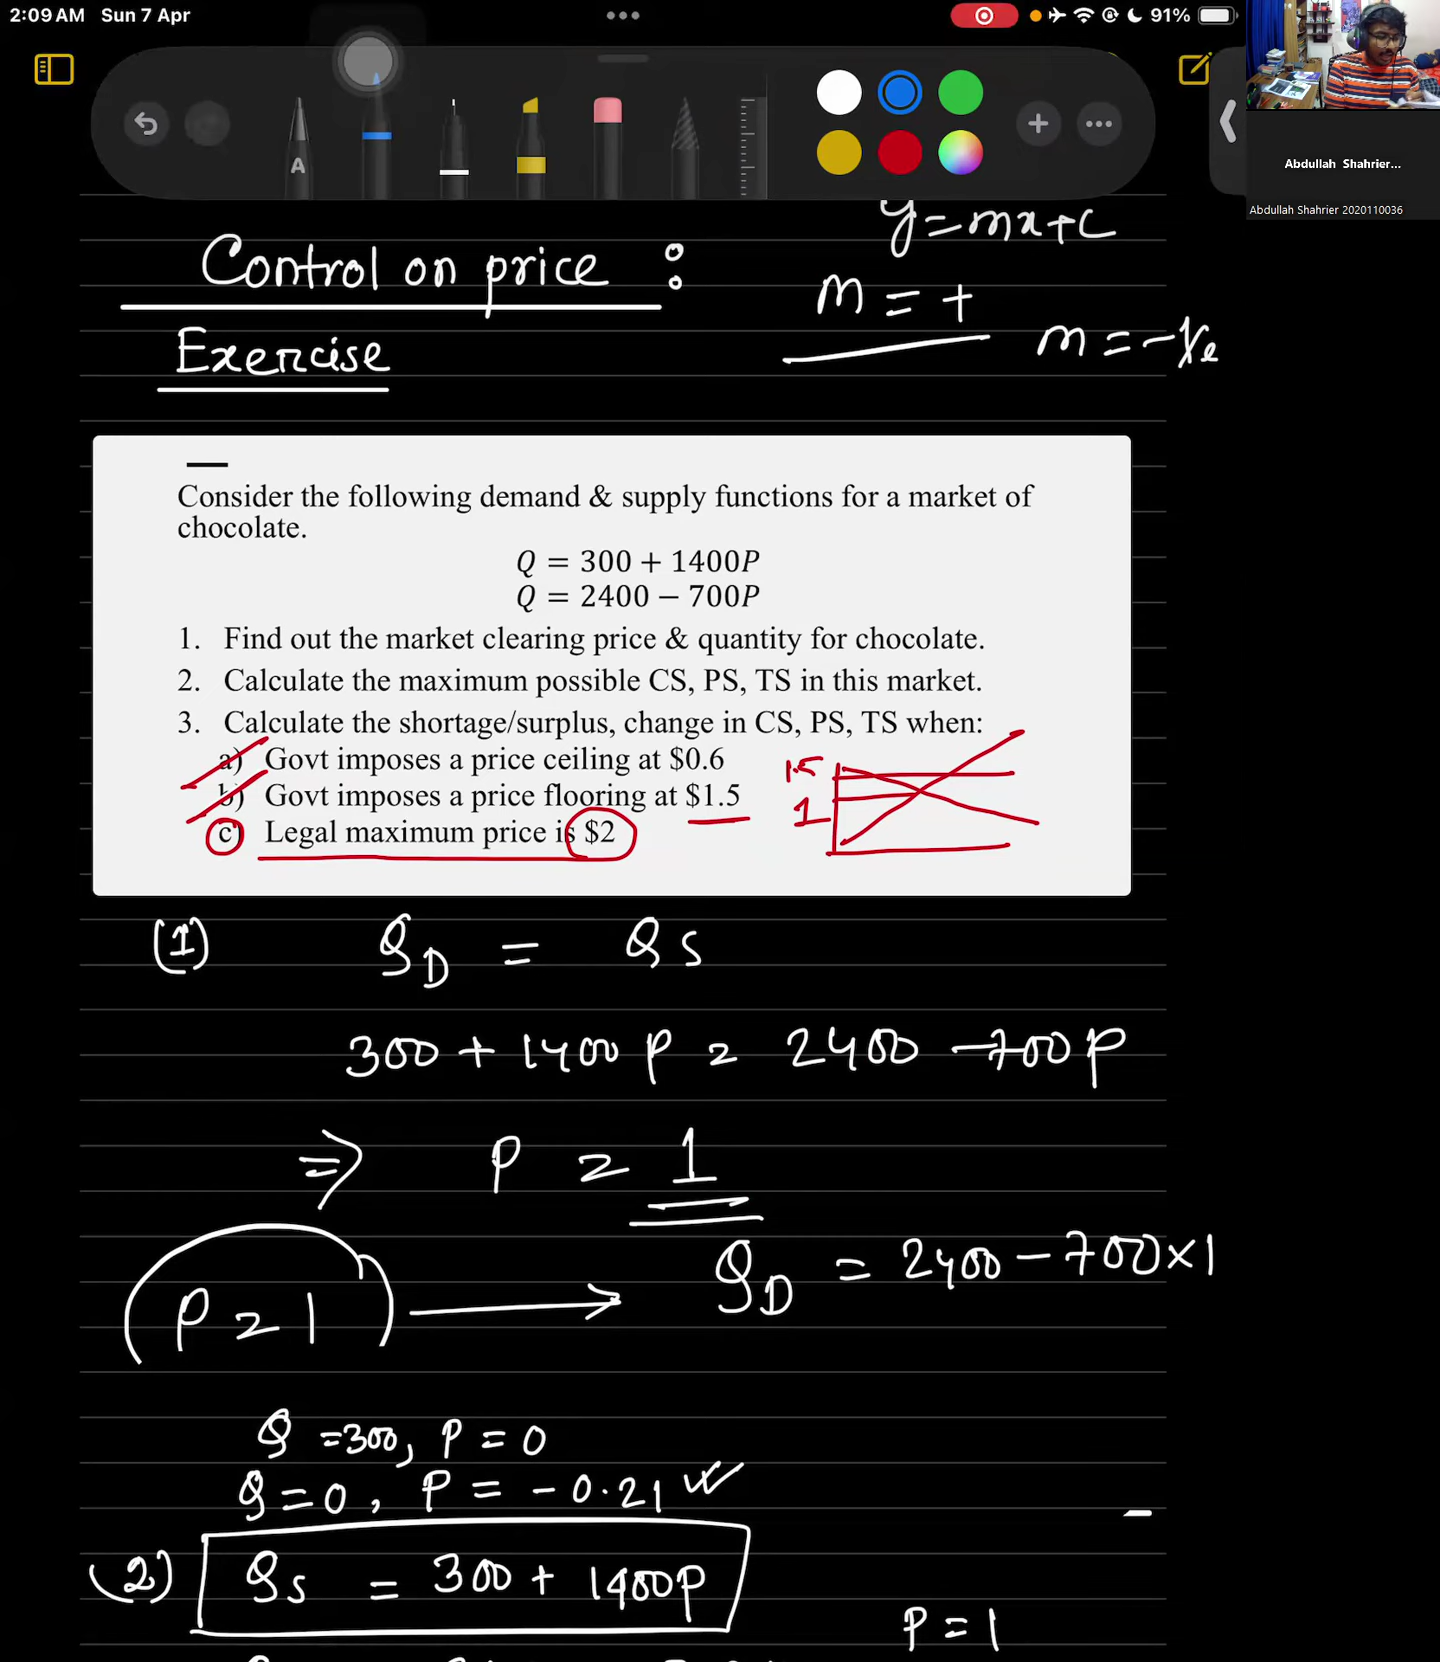 2:09 AM Sun 7 Apr
91%
A
Abdullah Shahrier...
Abdullah Shahrier 2020110036
y = mx + c
Control on price :
m = +
m = -ve
Exercise
Consider the following demand & supply functions for a market of
chocolate.
Q = 300 + 1400P
Q = 2400 − 700P
1. Find out the market clearing price & quantity for chocolate.
2. Calculate the maximum possible CS, PS, TS in this market.
3. Calculate the shortage/surplus, change in CS, PS, TS when:
a) Govt imposes a price ceiling at $0.6
b) Govt imposes a price flooring at $1.5
c) Legal maximum price is $2
1.5
1
(1) QD = QS
300 + 1400 P = 2400 - 700 P
=> P = 1
P = 1 → QD = 2400 - 700 × 1
Q = 300, P = 0
Q = 0, P = - 0.21
(2) Qs = 300 + 1400P
P = 1